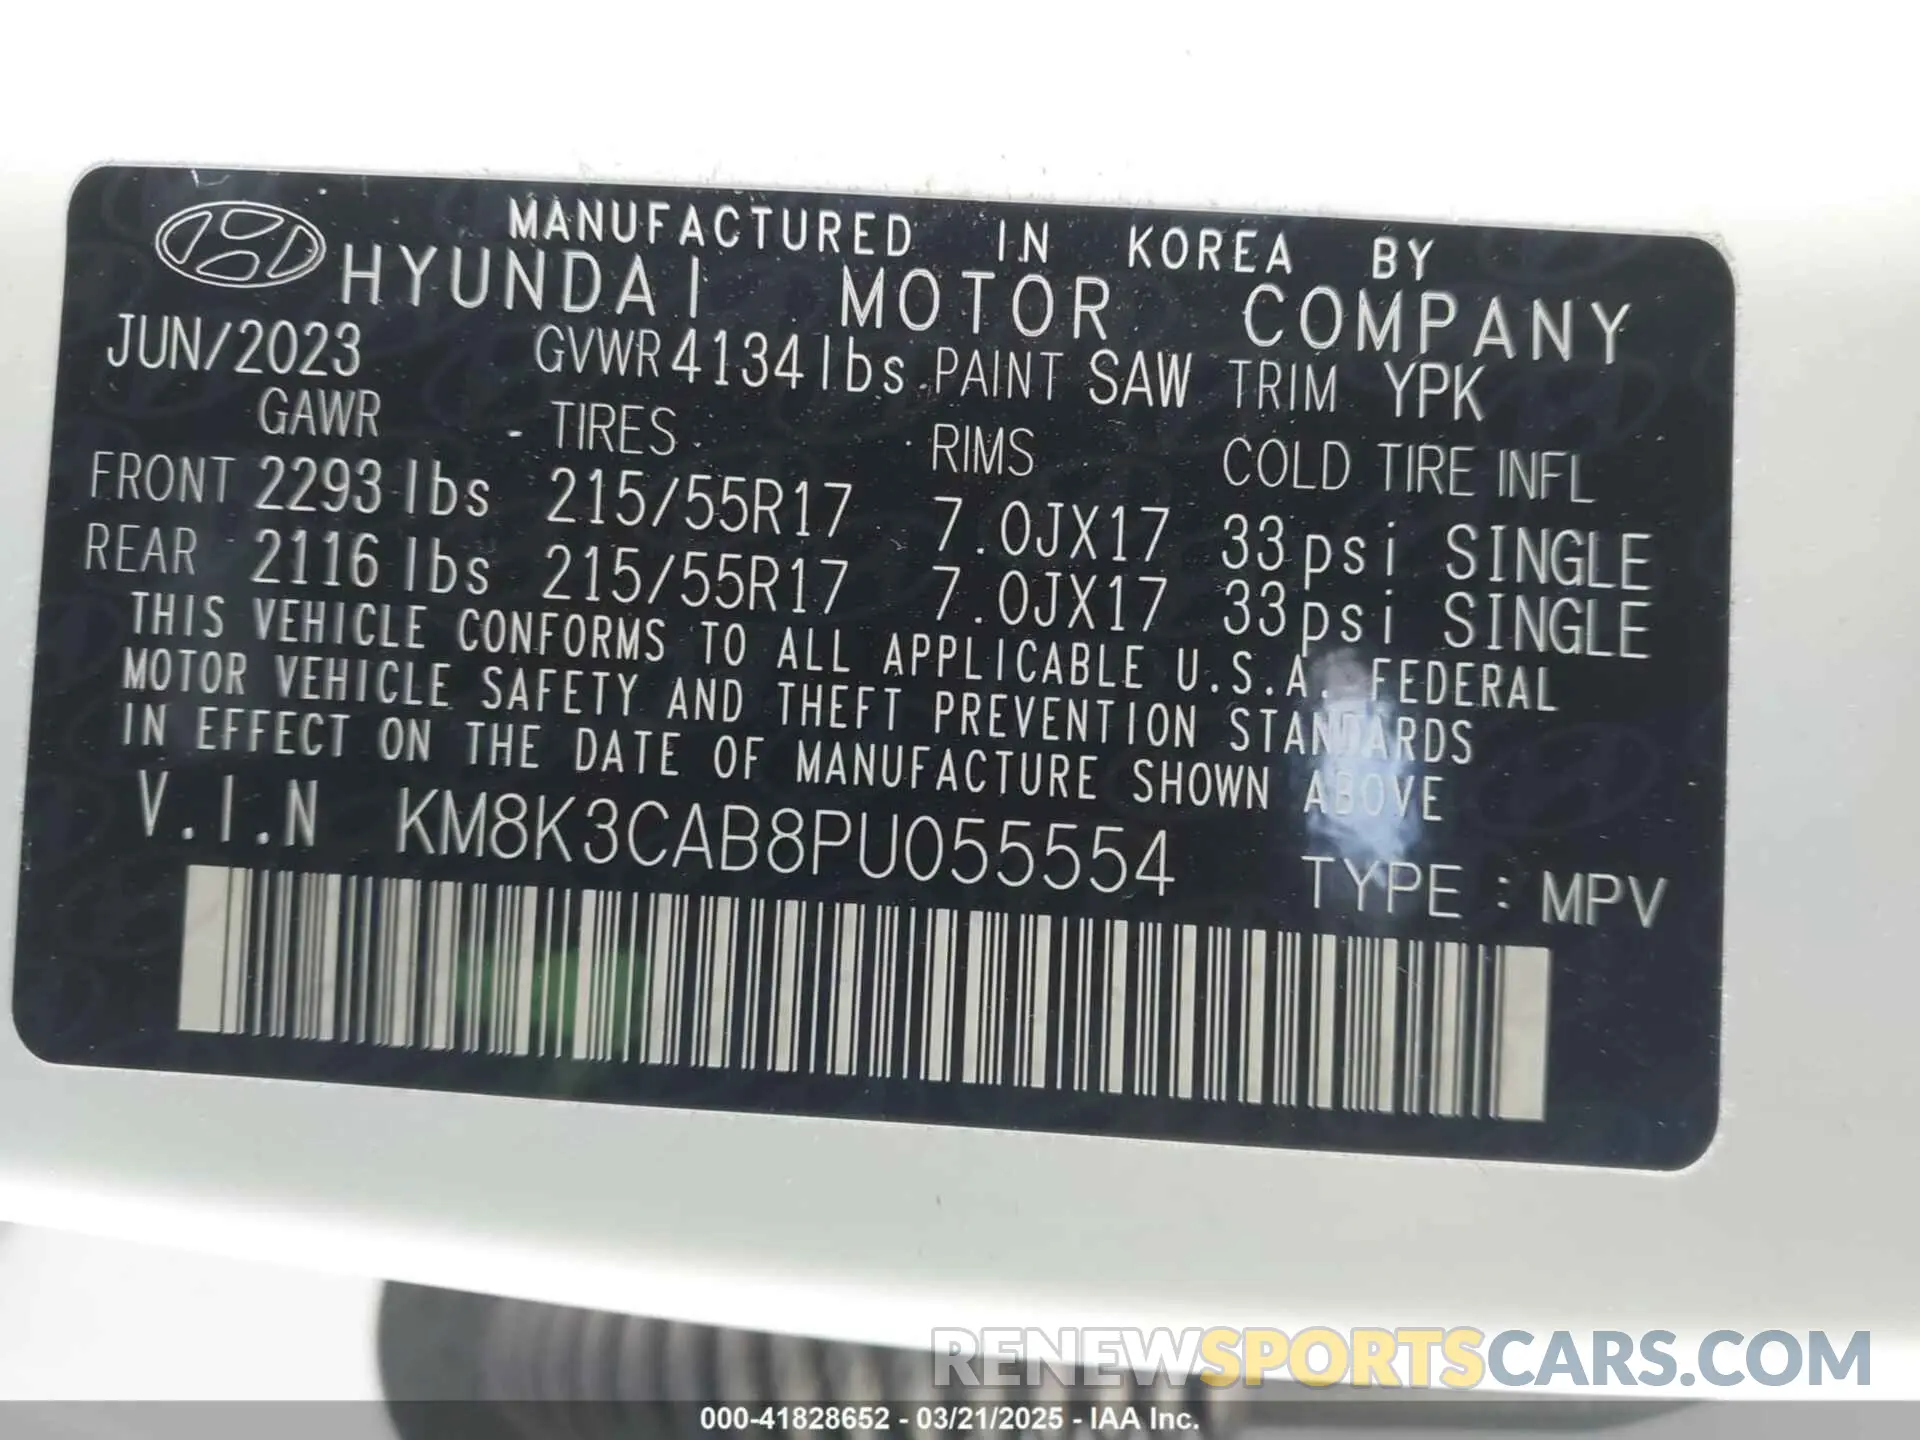 MANUFACTURED IN KOREA BY
HYUNDAI MOTOR COMPANY
JUN/2023 GVWR 4134lbs PAINT SAW TRIM YPK
GAWR TIRES RIMS COLD TIRE INFL
FRONT 2293 lbs 215/55R17 7.0JX17 33psi SINGLE
REAR 2116 lbs 215/55R17 7.0JX17 33psi SINGLE
THIS VEHICLE CONFORMS TO ALL APPLICABLE U.S.A. FEDERAL
MOTOR VEHICLE SAFETY AND THEFT PREVENTION STANDARDS
IN EFFECT ON THE DATE OF MANUFACTURE SHOWN ABOVE
V.I.N KM8K3CAB8PU055554 TYPE : MPV
RENEWSPORTSCARS.COM
000-41828652 - 03/21/2025 - IAA Inc.